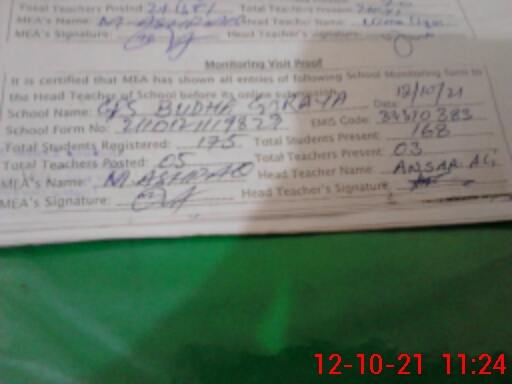 Total Teachers Posted
MEA's Name: Head Teacher Name:
MEA's Signature: Head Teacher's Signature:
Monitoring Visit Proof
It is certified that MEA has shown all entries of following School Monitoring form to
the Head Teacher of School before its online submission
School Name: GPS BUDHA GORAYA Date: 12/10/21
School Form No: EMIS Code:
Total Students Registered: 175 Total Students Present: 168
Total Teachers Posted: 05 Total Teachers Present: 03
MEA's Name: M. ASHRAF Head Teacher Name: ANSAR ALI
MEA's Signature: Head Teacher's Signature
12-10-21 11:24